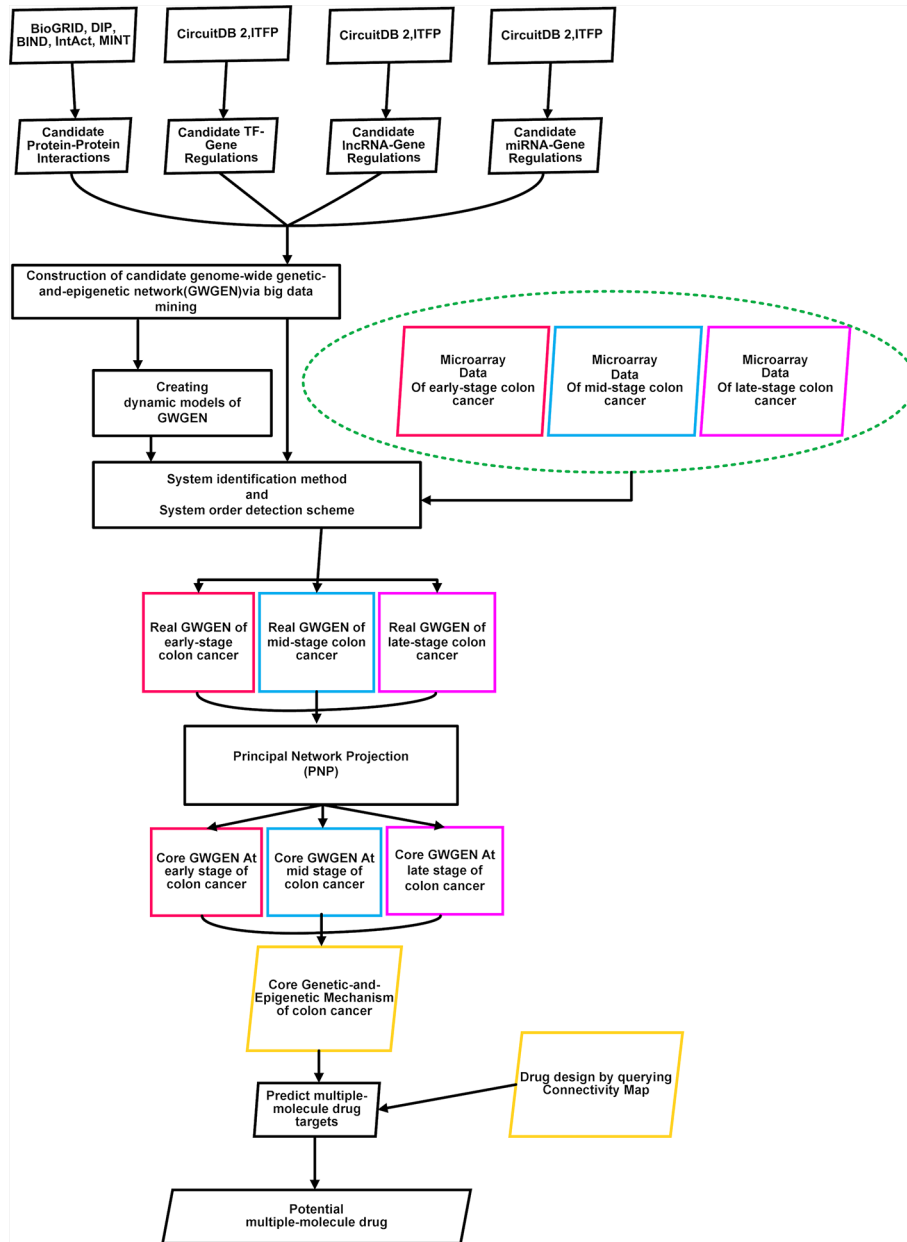 BioGRID, DIP,
BIND, IntAct, MINT
CircuitDB 2,ITFP
CircuitDB 2,ITFP
CircuitDB 2,ITFP
Candidate
Protein-Protein
Interactions
Candidate TF-
Gene
Regulations
Candidate
lncRNA-Gene
Regulations
Candidate
miRNA-Gene
Regulations
Construction of candidate genome-wide genetic-
and-epigenetic network(GWGEN)via big data
mining
Creating
dynamic models of
GWGEN
Microarray
Data
Of early-stage colon
cancer
Microarray
Data
Of mid-stage colon
cancer
Microarray
Data
Of late-stage colon
cancer
System identification method
and
System order detection scheme
Real GWGEN of
early-stage
colon cancer
Real GWGEN of
mid-stage colon
cancer
Real GWGEN of
late-stage colon
cancer
Principal Network Projection
(PNP)
Core GWGEN At
early stage of
colon cancer
Core GWGEN At
mid stage of
colon cancer
Core GWGEN At
late stage of
colon cancer
Core Genetic-and-
Epigenetic Mechanism
of colon cancer
Drug design by querying
Connectivity Map
Predict multiple-
molecule drug
targets
Potential
multiple-molecule drug